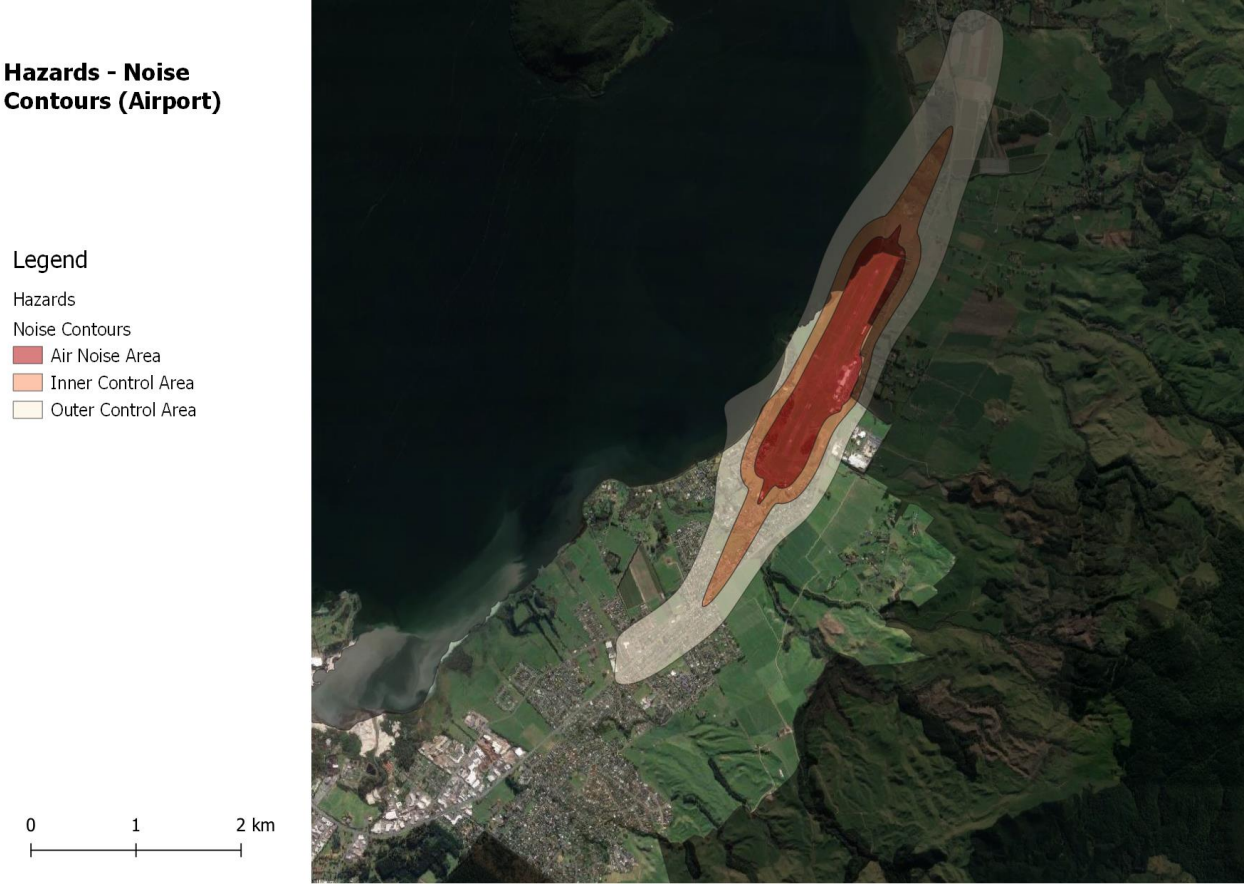 Hazards - Noise
Contours (Airport)
Legend
Hazards
Noise Contours
Air Noise Area
Inner Control Area
Outer Control Area
0 1 2 km